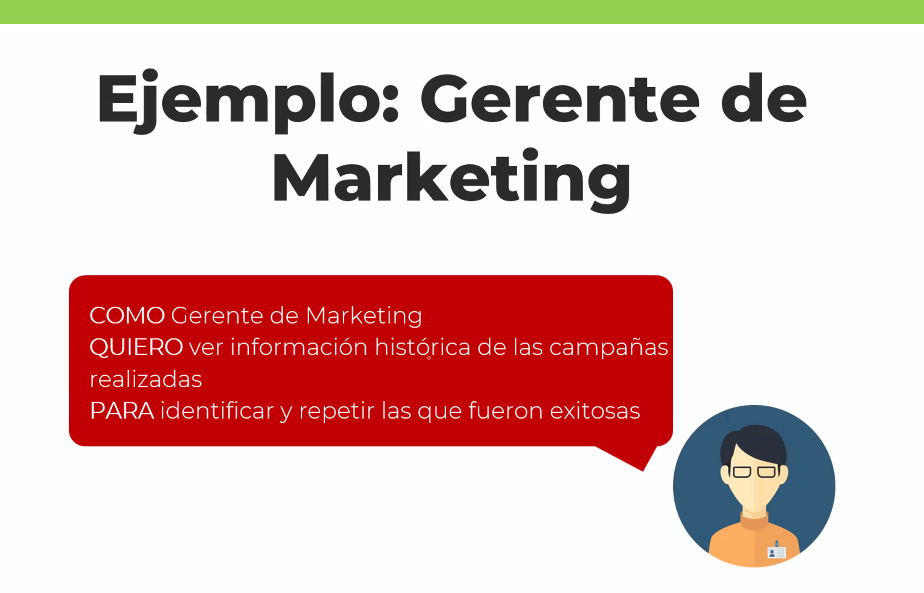 Ejemplo: Gerente de
Marketing
COMO Gerente de Marketing
QUIERO ver información histórica de las campañas
realizadas
PARA identificar y repetir las que fueron exitosas